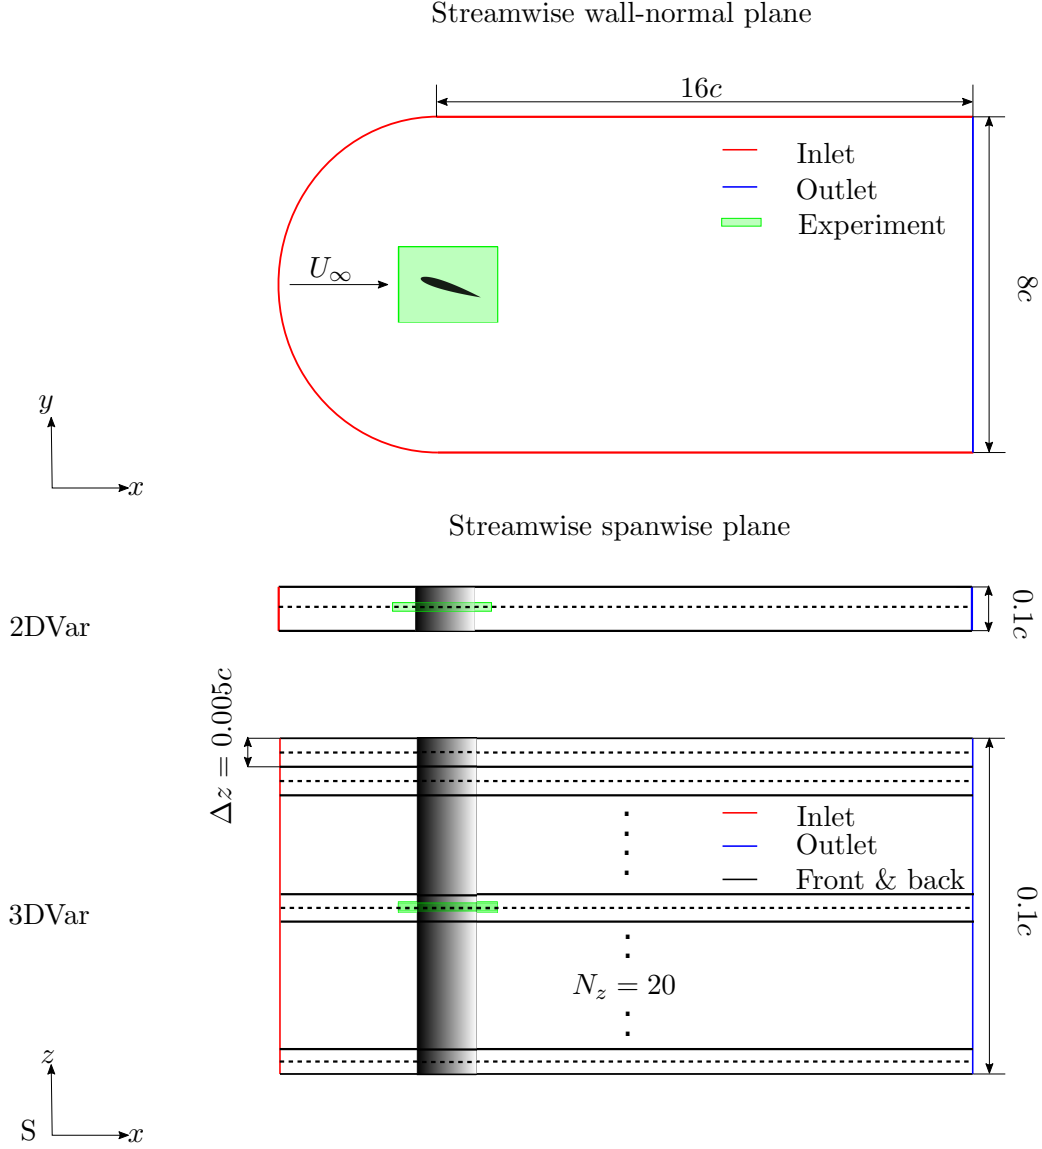 Streamwise wall-normal plane
16c
Inlet
Outlet
Experiment
U∞
8c
y
x
Streamwise spanwise plane
2DVar
0.1c
Δz = 0.005c
Inlet
Outlet
Front & back
3DVar
0.1c
N_z = 20
z
S
x